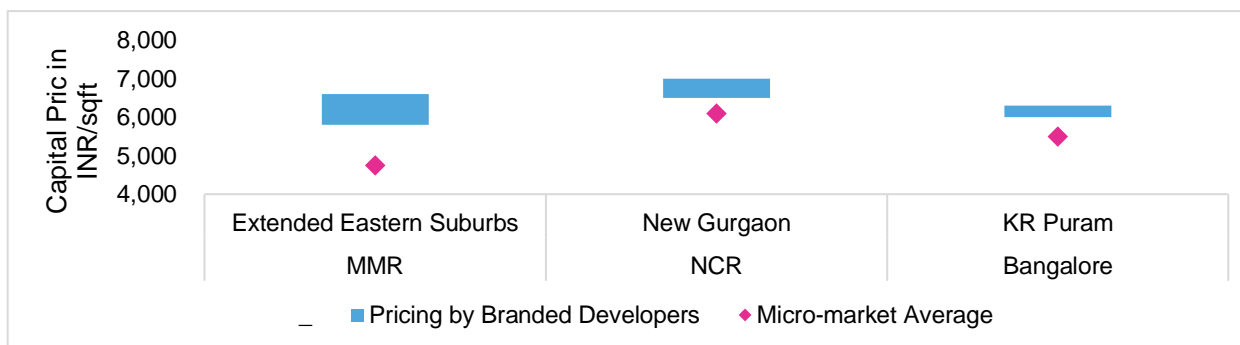 Capital Pric in
INR/sqft
8,000
7,000
6,000
5,000
4,000
Extended Eastern Suburbs New Gurgaon KR Puram
MMR NCR Bangalore
_ Pricing by Branded Developers Micro-market Average